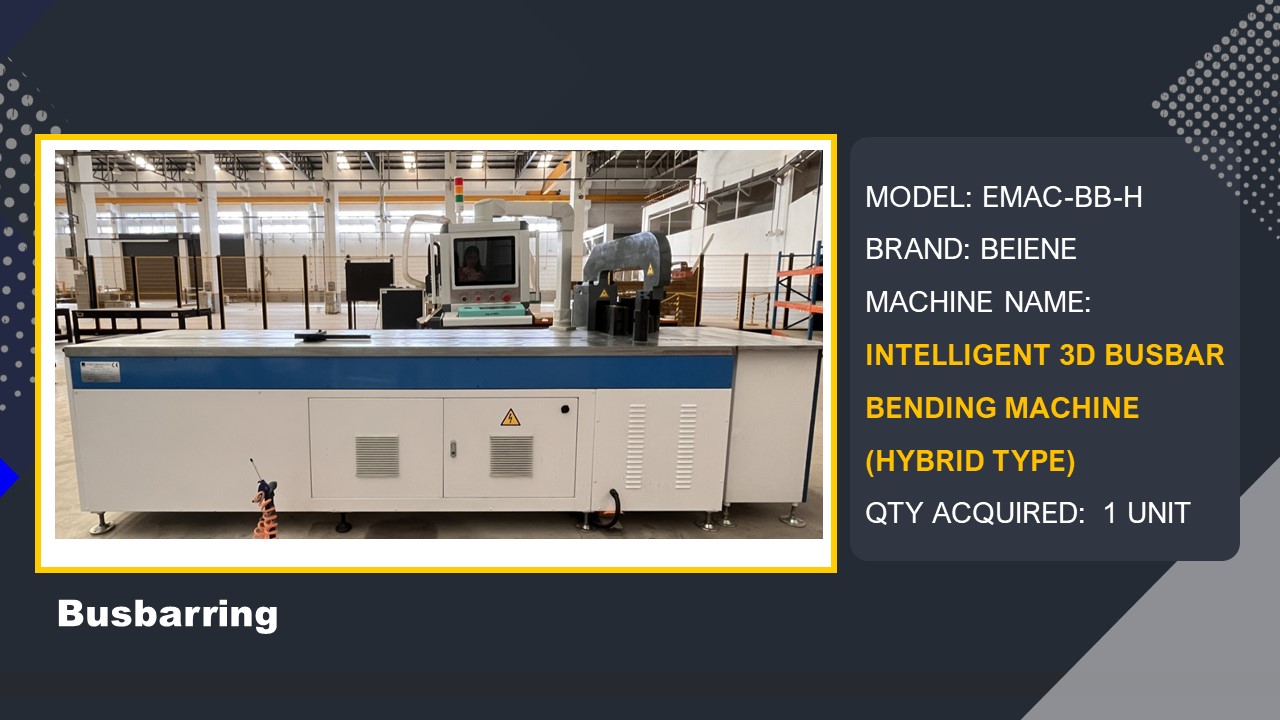 MODEL: EMAC-BB-H
BRAND: BEIENE
MACHINE NAME:
INTELLIGENT 3D BUSBAR
BENDING MACHINE
(HYBRID TYPE)
QTY ACQUIRED: 1 UNIT
Busbarring